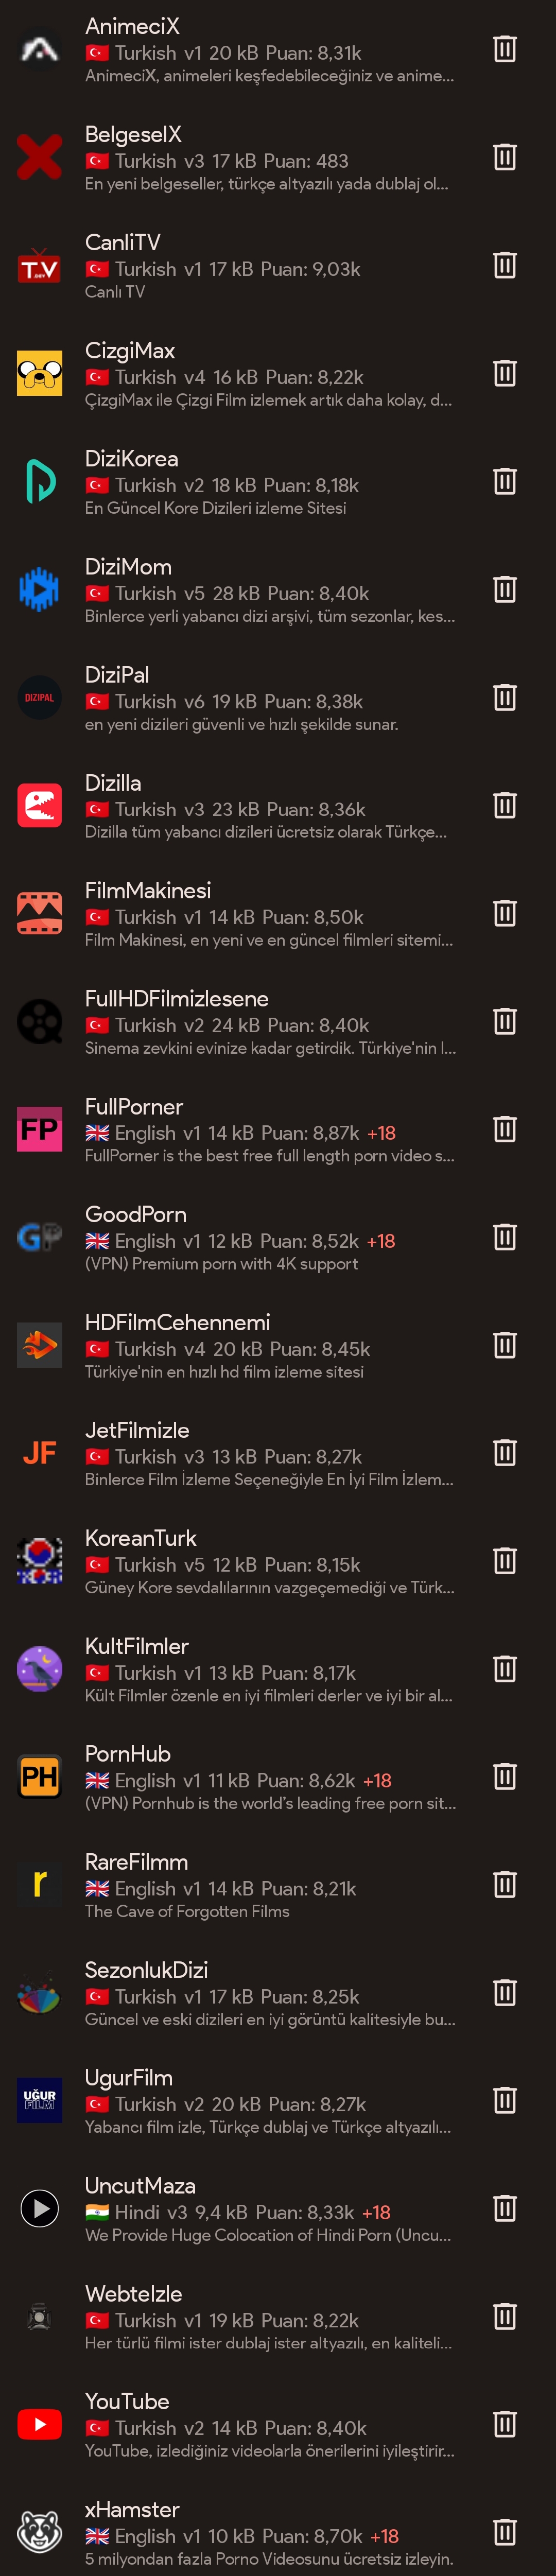 AnimeciX
Turkish v1 20 kB Puan: 8,31k
AnimeciX, animeleri keşfedebileceğiniz ve anime...
BelgeselX
Turkish v3 17 kB Puan: 483
En yeni belgeseller, türkçe altyazılı yada dublaj ol...
T.V
.DEV
CanliTV
Turkish v1 17 kB Puan: 9,03k
Canlı TV
CizgiMax
Turkish v4 16 kB Puan: 8,22k
ÇizgiMax ile Çizgi Film izlemek artık daha kolay, d...
DiziKorea
Turkish v2 18 kB Puan: 8,18k
En Güncel Kore Dizileri izleme Sitesi
DiziMom
Turkish v5 28 kB Puan: 8,40k
Binlerce yerli yabancı dizi arşivi, tüm sezonlar, kes...
DIZIPAL
DiziPal
Turkish v6 19 kB Puan: 8,38k
en yeni dizileri güvenli ve hızlı şekilde sunar.
Dizilla
Turkish v3 23 kB Puan: 8,36k
Dizilla tüm yabancı dizileri ücretsiz olarak Türkçe...
FilmMakinesi
Turkish v1 14 kB Puan: 8,50k
Film Makinesi, en yeni ve en güncel filmleri sitemi...
FullHDFilmizlesene
Turkish v2 24 kB Puan: 8,40k
Sinema zevkini evinize kadar getirdik. Türkiye'nin l...
FP
FullPorner
English v1 14 kB Puan: 8,87k +18
FullPorner is the best free full length porn video s...
GP
GoodPorn
English v1 12 kB Puan: 8,52k +18
(VPN) Premium porn with 4K support
HDFilmCehennemi
Turkish v4 20 kB Puan: 8,45k
Türkiye'nin en hızlı hd film izleme sitesi
JF
JetFilmizle
Turkish v3 13 kB Puan: 8,27k
Binlerce Film İzleme Seçeneğiyle En İyi Film İzlem...
KoreanTurk
Turkish v5 12 kB Puan: 8,15k
Güney Kore sevdalılarının vazgeçemediği ve Türk...
KultFilmler
Turkish v1 13 kB Puan: 8,17k
Kült Filmler özenle en iyi filmleri derler ve iyi bir al...
PH
PornHub
English v1 11 kB Puan: 8,62k +18
(VPN) Pornhub is the world's leading free porn sit...
r
RareFilmm
English v1 14 kB Puan: 8,21k
The Cave of Forgotten Films
SezonlukDizi
Turkish v1 17 kB Puan: 8,25k
Güncel ve eski dizileri en iyi görüntü kalitesiyle bu...
UĞUR
FİLM
UgurFilm
Turkish v2 20 kB Puan: 8,27k
Yabancı film izle, Türkçe dublaj ve Türkçe altyazılı...
UncutMaza
Hindi v3 9,4 kB Puan: 8,33k +18
We Provide Huge Colocation of Hindi Porn (Uncu...
WebteIzle
Turkish v1 19 kB Puan: 8,22k
Her türlü filmi ister dublaj ister altyazılı, en kaliteli...
YouTube
Turkish v2 14 kB Puan: 8,40k
YouTube, izlediğiniz videolarla önerilerini iyileştirir...
xHamster
English v1 10 kB Puan: 8,70k +18
5 milyondan fazla Porno Videosunu ücretsiz izleyin.